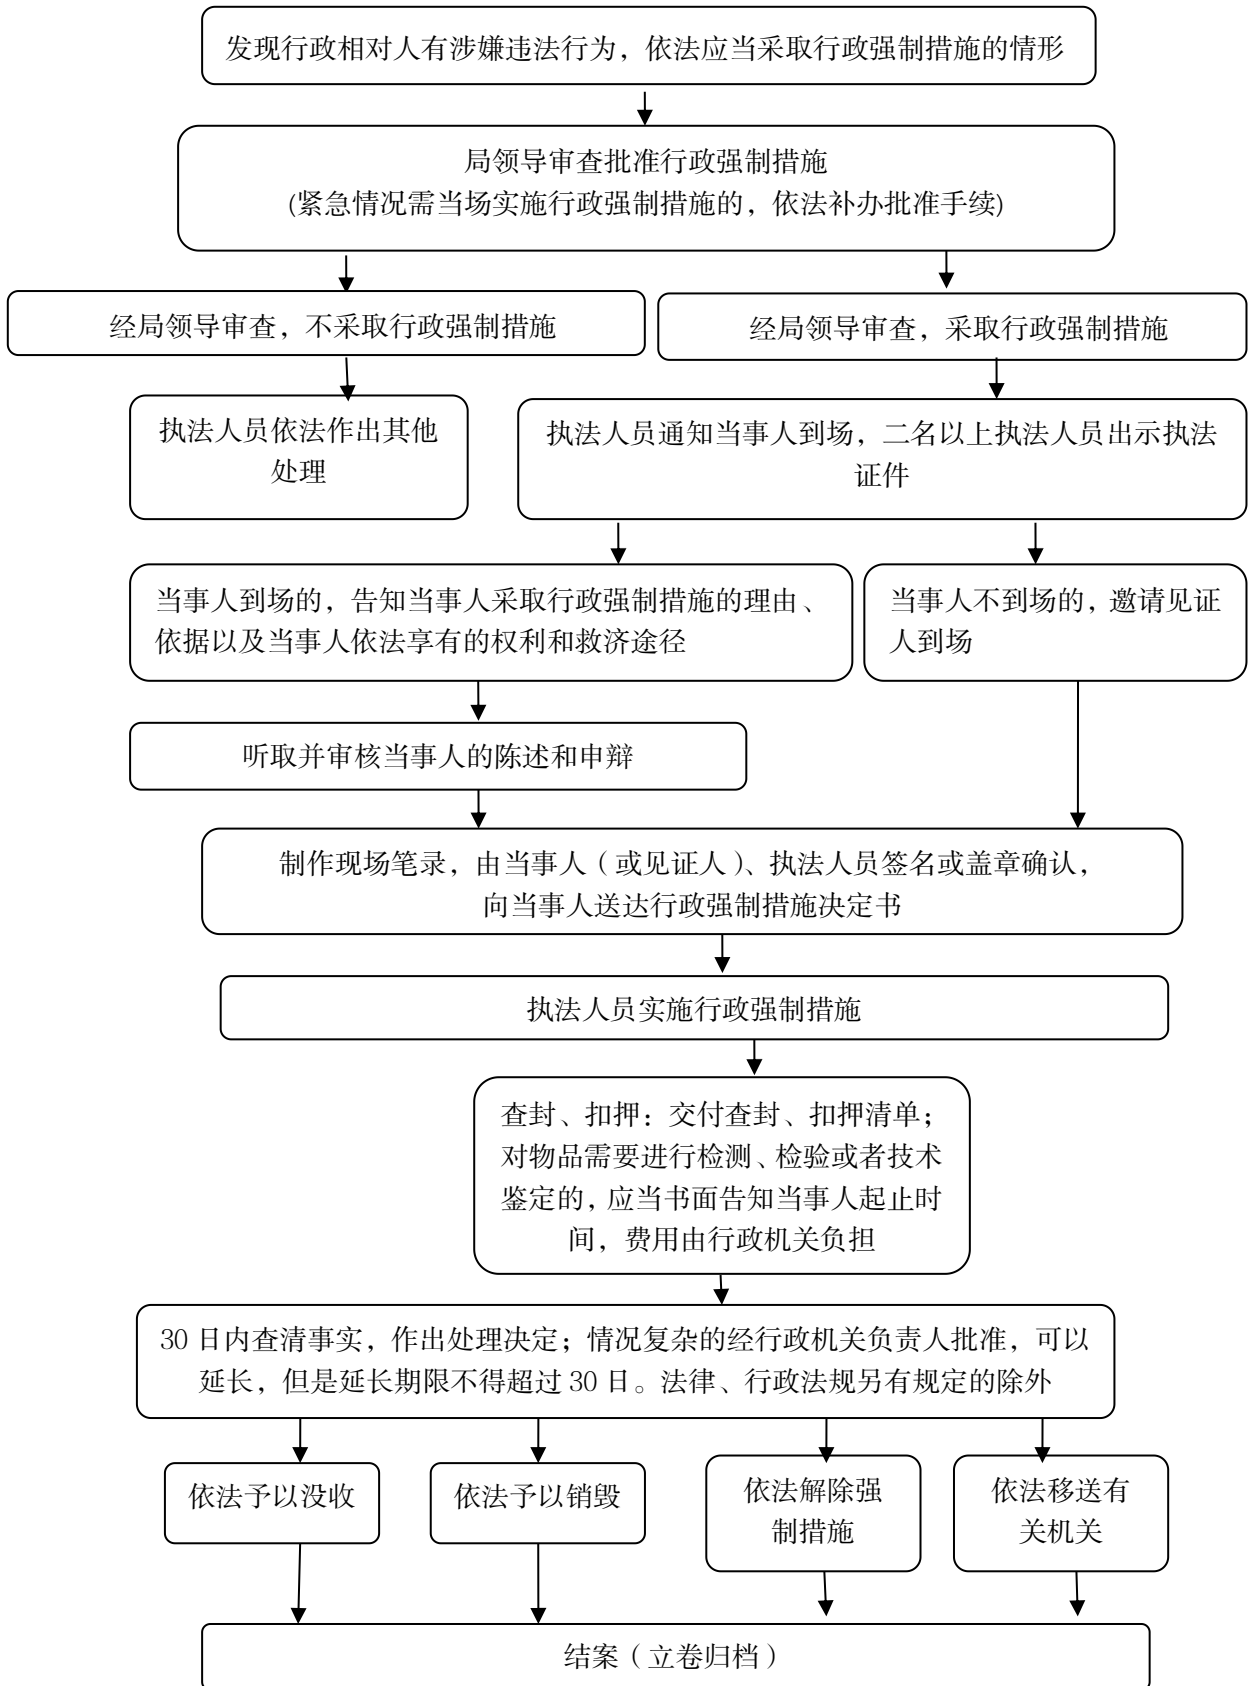 发现行政相对人有涉嫌违法行为，依法应当采取行政强制措施的情形
局领导审查批准行政强制措施
(紧急情况需当场实施行政强制措施的，依法补办批准手续)
经局领导审查，不采取行政强制措施
经局领导审查，采取行政强制措施
执法人员依法作出其他
处理
执法人员通知当事人到场，二名以上执法人员出示执法
证件
当事人到场的，告知当事人采取行政强制措施的理由、
依据以及当事人依法享有的权利和救济途径
当事人不到场的，邀请见证
人到场
听取并审核当事人的陈述和申辩
制作现场笔录，由当事人（或见证人）、执法人员签名或盖章确认，
向当事人送达行政强制措施决定书
执法人员实施行政强制措施
查封、扣押：交付查封、扣押清单；
对物品需要进行检测、检验或者技术
鉴定的，应当书面告知当事人起止时
间，费用由行政机关负担
30 日内查清事实，作出处理决定；情况复杂的经行政机关负责人批准，可以
延长，但是延长期限不得超过 30 日。法律、行政法规另有规定的除外
依法予以没收
依法予以销毁
依法解除强
制措施
依法移送有
关机关
结案（立卷归档）